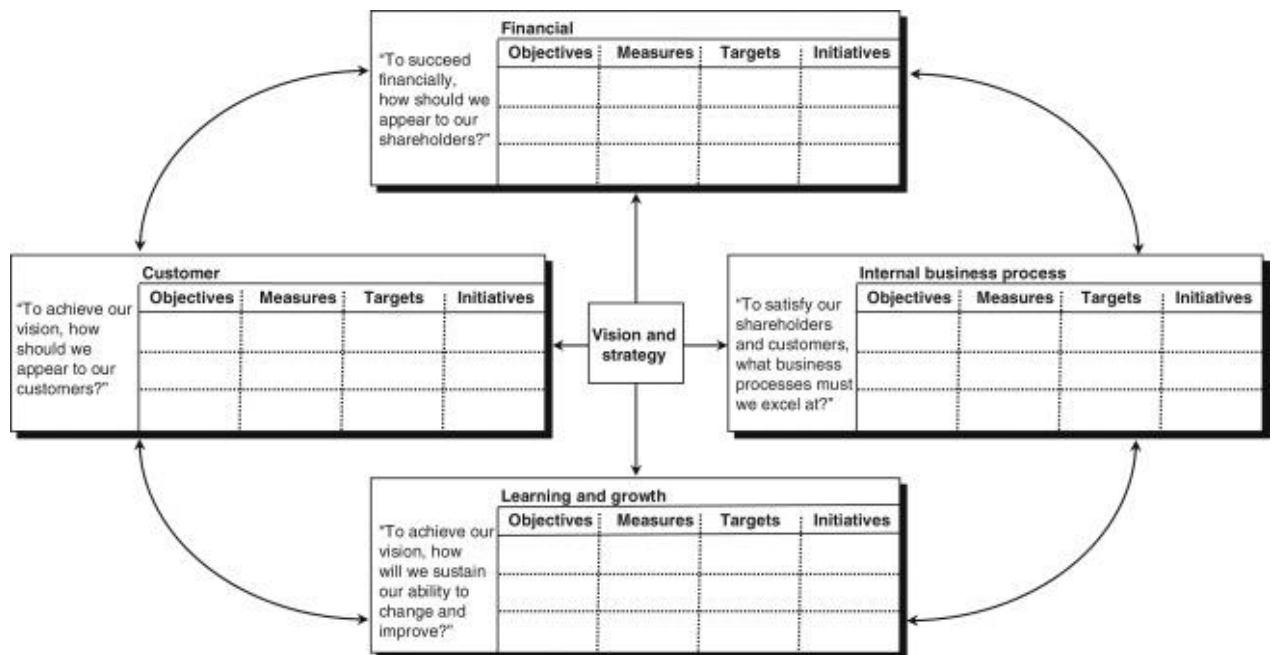 Financial
Objectives Measures Targets Initiatives
“To succeed
financially,
how should we
appear to our
shareholders?”
Customer
Objectives Measures Targets Initiatives
“To achieve our
vision, how
should we
appear to our
customers?”
Vision and
strategy
Internal business process
Objectives Measures Targets Initiatives
“To satisfy our
shareholders
and customers,
what business
processes must
we excel at?”
Learning and growth
Objectives Measures Targets Initiatives
“To achieve our
vision, how
will we sustain
our ability to
change and
improve?”